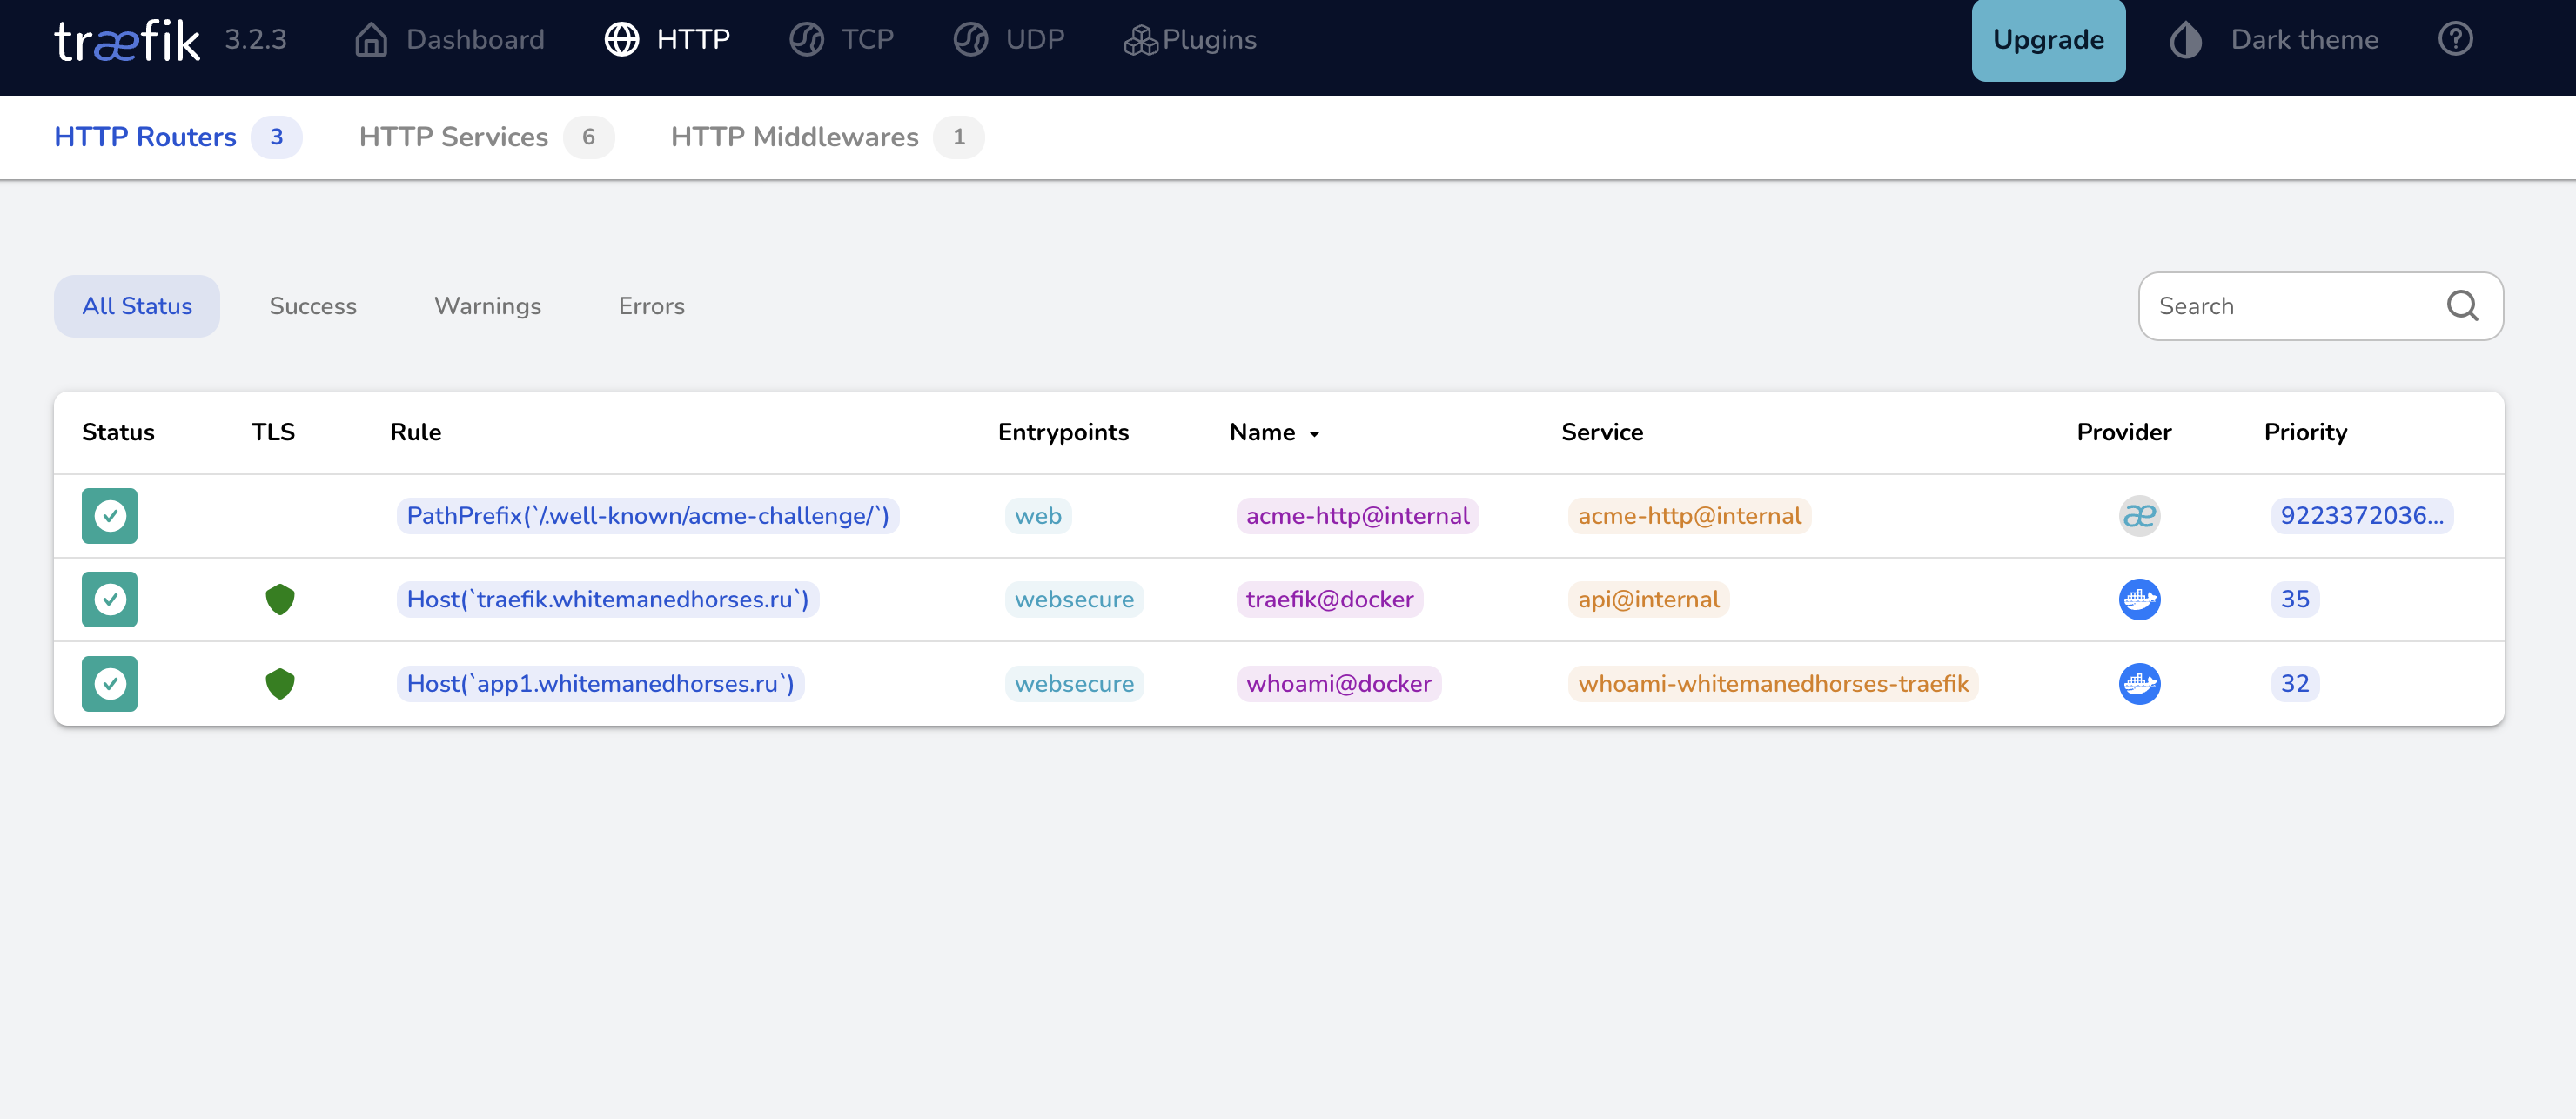 træfik 3.2.3 Dashboard HTTP TCP UDP Plugins Upgrade Dark theme
HTTP Routers 3 HTTP Services 6 HTTP Middlewares 1
All Status Success Warnings Errors Search
Status TLS Rule Entrypoints Name Service Provider Priority
PathPrefix(`/.well-known/acme-challenge/`) web acme-http@internal acme-http@internal æ 9223372036...
Host(`traefik.whitemanedhorses.ru`) websecure traefik@docker api@internal 35
Host(`app1.whitemanedhorses.ru`) websecure whoami@docker whoami-whitemanedhorses-traefik 32